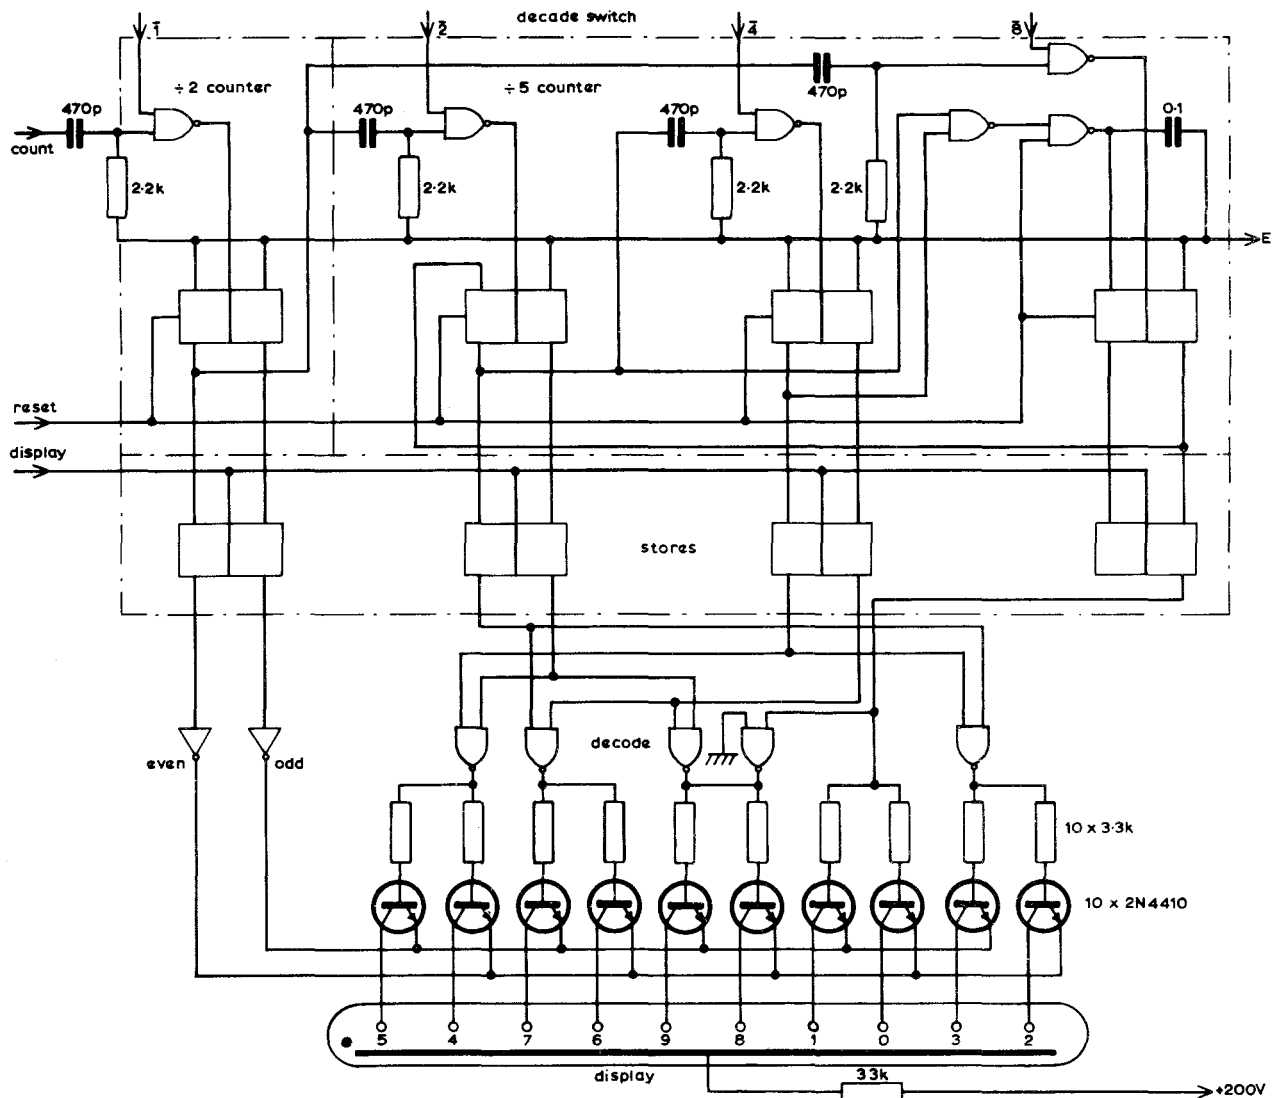 decade switch
1̄
2̄
4̄
8̄
÷2 counter
÷5 counter
470p
470p
470p
470p
0·1
count
2·2k
2·2k
2·2k
2·2k
E
reset
display
stores
decode
even
odd
10 x 3·3k
10 x 2N4410
5 4 7 6 9 8 1 0 3 2
display
33k
+200V